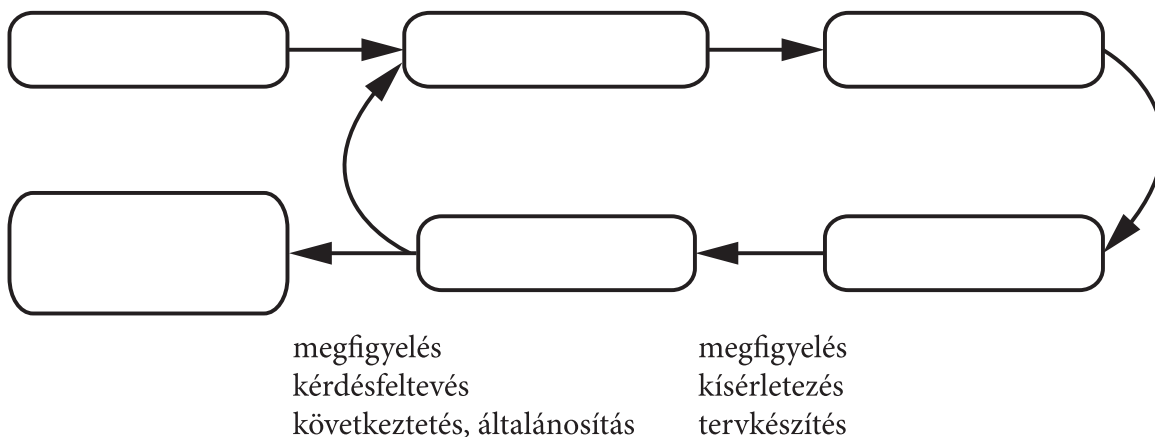 megfigyelés
kérdésfeltevés
következtetés, általánosítás
megfigyelés
kísérletezés
tervkészítés